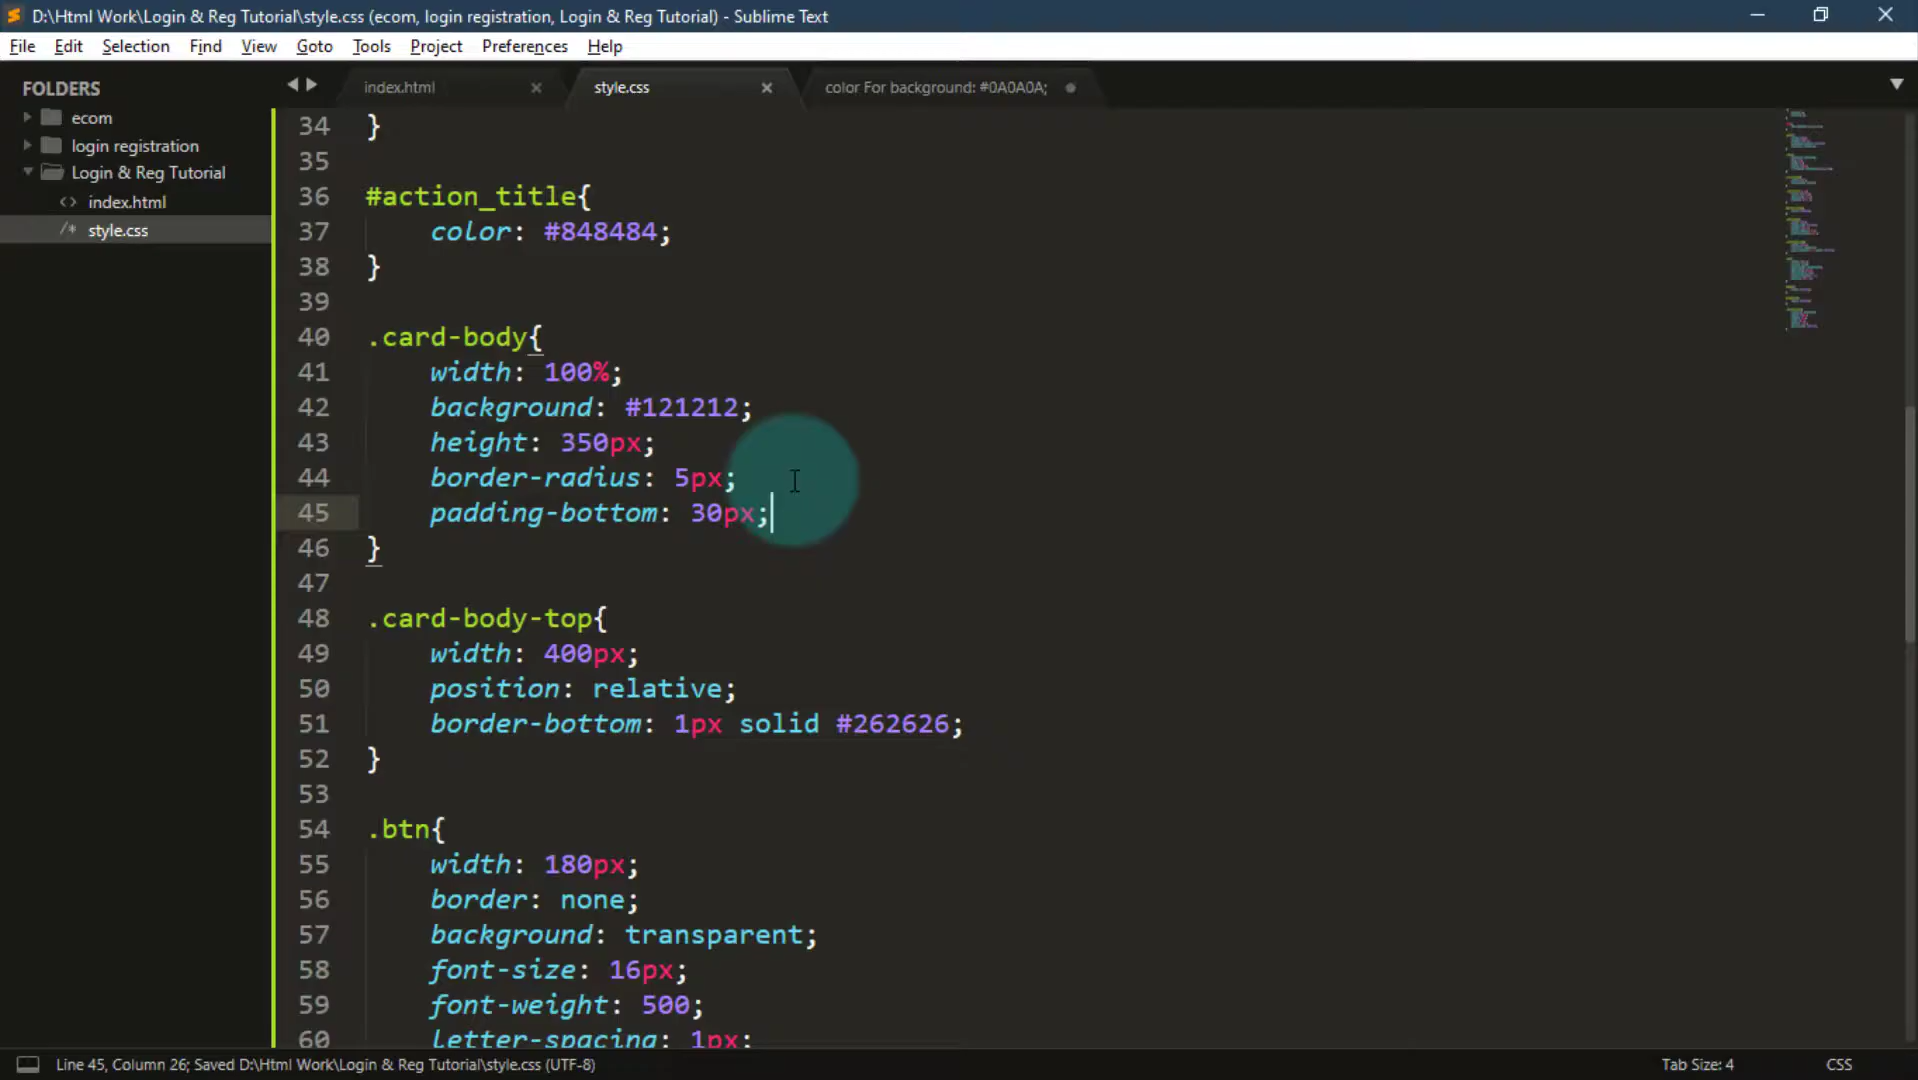 D:\Html Work\Login & Reg Tutorial\style.css (ecom, login registration, Login & Reg Tutorial) - Sublime Text
File Edit Selection Find View Goto Tools Project Preferences Help
FOLDERS
ecom
login registration
Login & Reg Tutorial
<> index.html
/* style.css
index.html × style.css × color For background: #0A0A0A;
34 }
35
36 #action_title{
37 color: #848484;
38 }
39
40 .card-body{
41 width: 100%;
42 background: #121212;
43 height: 350px;
44 border-radius: 5px;
45 padding-bottom: 30px;
46 }
47
48 .card-body-top{
49 width: 400px;
50 position: relative;
51 border-bottom: 1px solid #262626;
52 }
53
54 .btn{
55 width: 180px;
56 border: none;
57 background: transparent;
58 font-size: 16px;
59 font-weight: 500;
60 letter-spacing: 1px;
Line 45, Column 26; Saved D:\Html Work\Login & Reg Tutorial\style.css (UTF-8)
Tab Size: 4
CSS